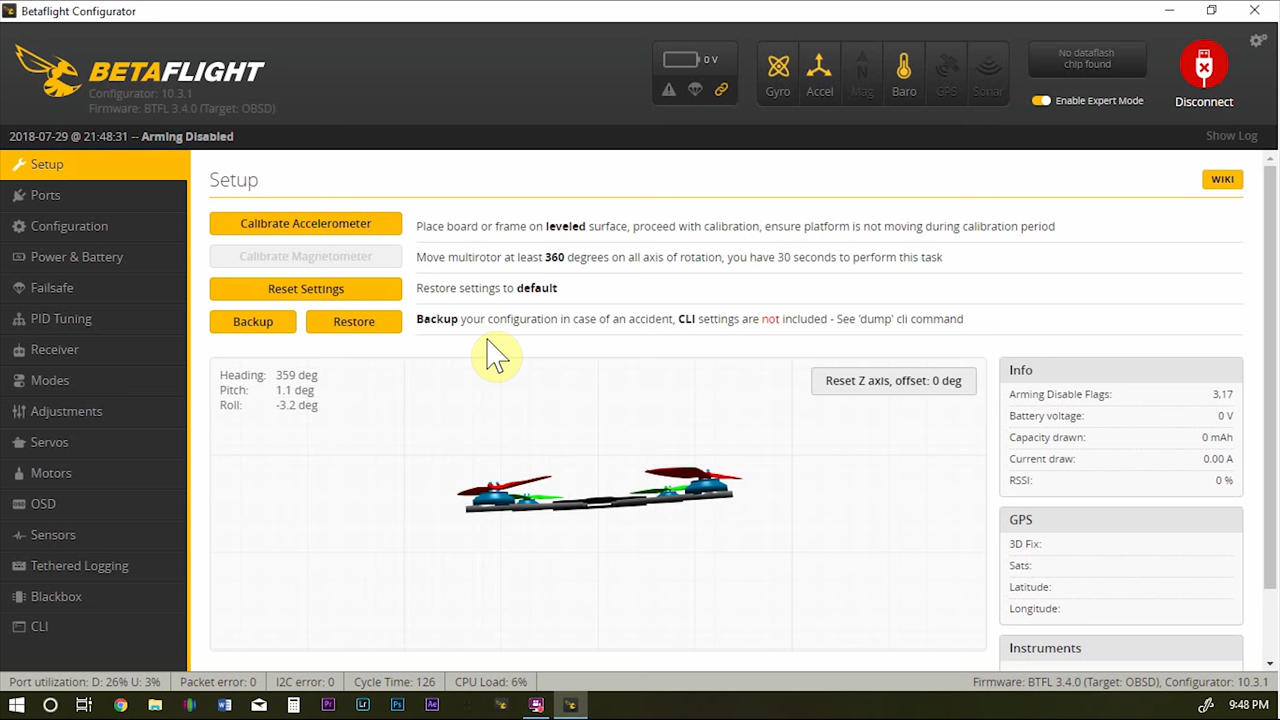 Betaflight Configurator
BETAFLIGHT
Configurator: 10.3.1
Firmware: BTFL 3.4.0 (Target: OBSD)
0 V
Gyro
Accel
N
Mag
Baro
GPS
Sonar
No dataflash
chip found
Enable Expert Mode
Disconnect
2018-07-29 @ 21:48:31 -- Arming Disabled
Show Log
Setup
Ports
Configuration
Power & Battery
Failsafe
PID Tuning
Receiver
Modes
Adjustments
Servos
Motors
OSD
Sensors
Tethered Logging
Blackbox
CLI
Setup
WIKI
Calibrate Accelerometer
Place board or frame on leveled surface, proceed with calibration, ensure platform is not moving during calibration period
Calibrate Magnetometer
Move multirotor at least 360 degrees on all axis of rotation, you have 30 seconds to perform this task
Reset Settings
Restore settings to default
Backup
Restore
Backup your configuration in case of an accident, CLI settings are not included - See 'dump' cli command
Heading: 359 deg
Pitch: 1.1 deg
Roll: -3.2 deg
Reset Z axis, offset: 0 deg
Info
Arming Disable Flags: 3,17
Battery voltage: 0 V
Capacity drawn: 0 mAh
Current draw: 0.00 A
RSSI: 0 %
GPS
3D Fix:
Sats:
Latitude:
Longitude:
Instruments
Port utilization: D: 26% U: 3%
Packet error: 0
I2C error: 0
Cycle Time: 126
CPU Load: 6%
Firmware: BTFL 3.4.0 (Target: OBSD), Configurator: 10.3.1
Pr
Lr
Ps
Ae
9:48 PM